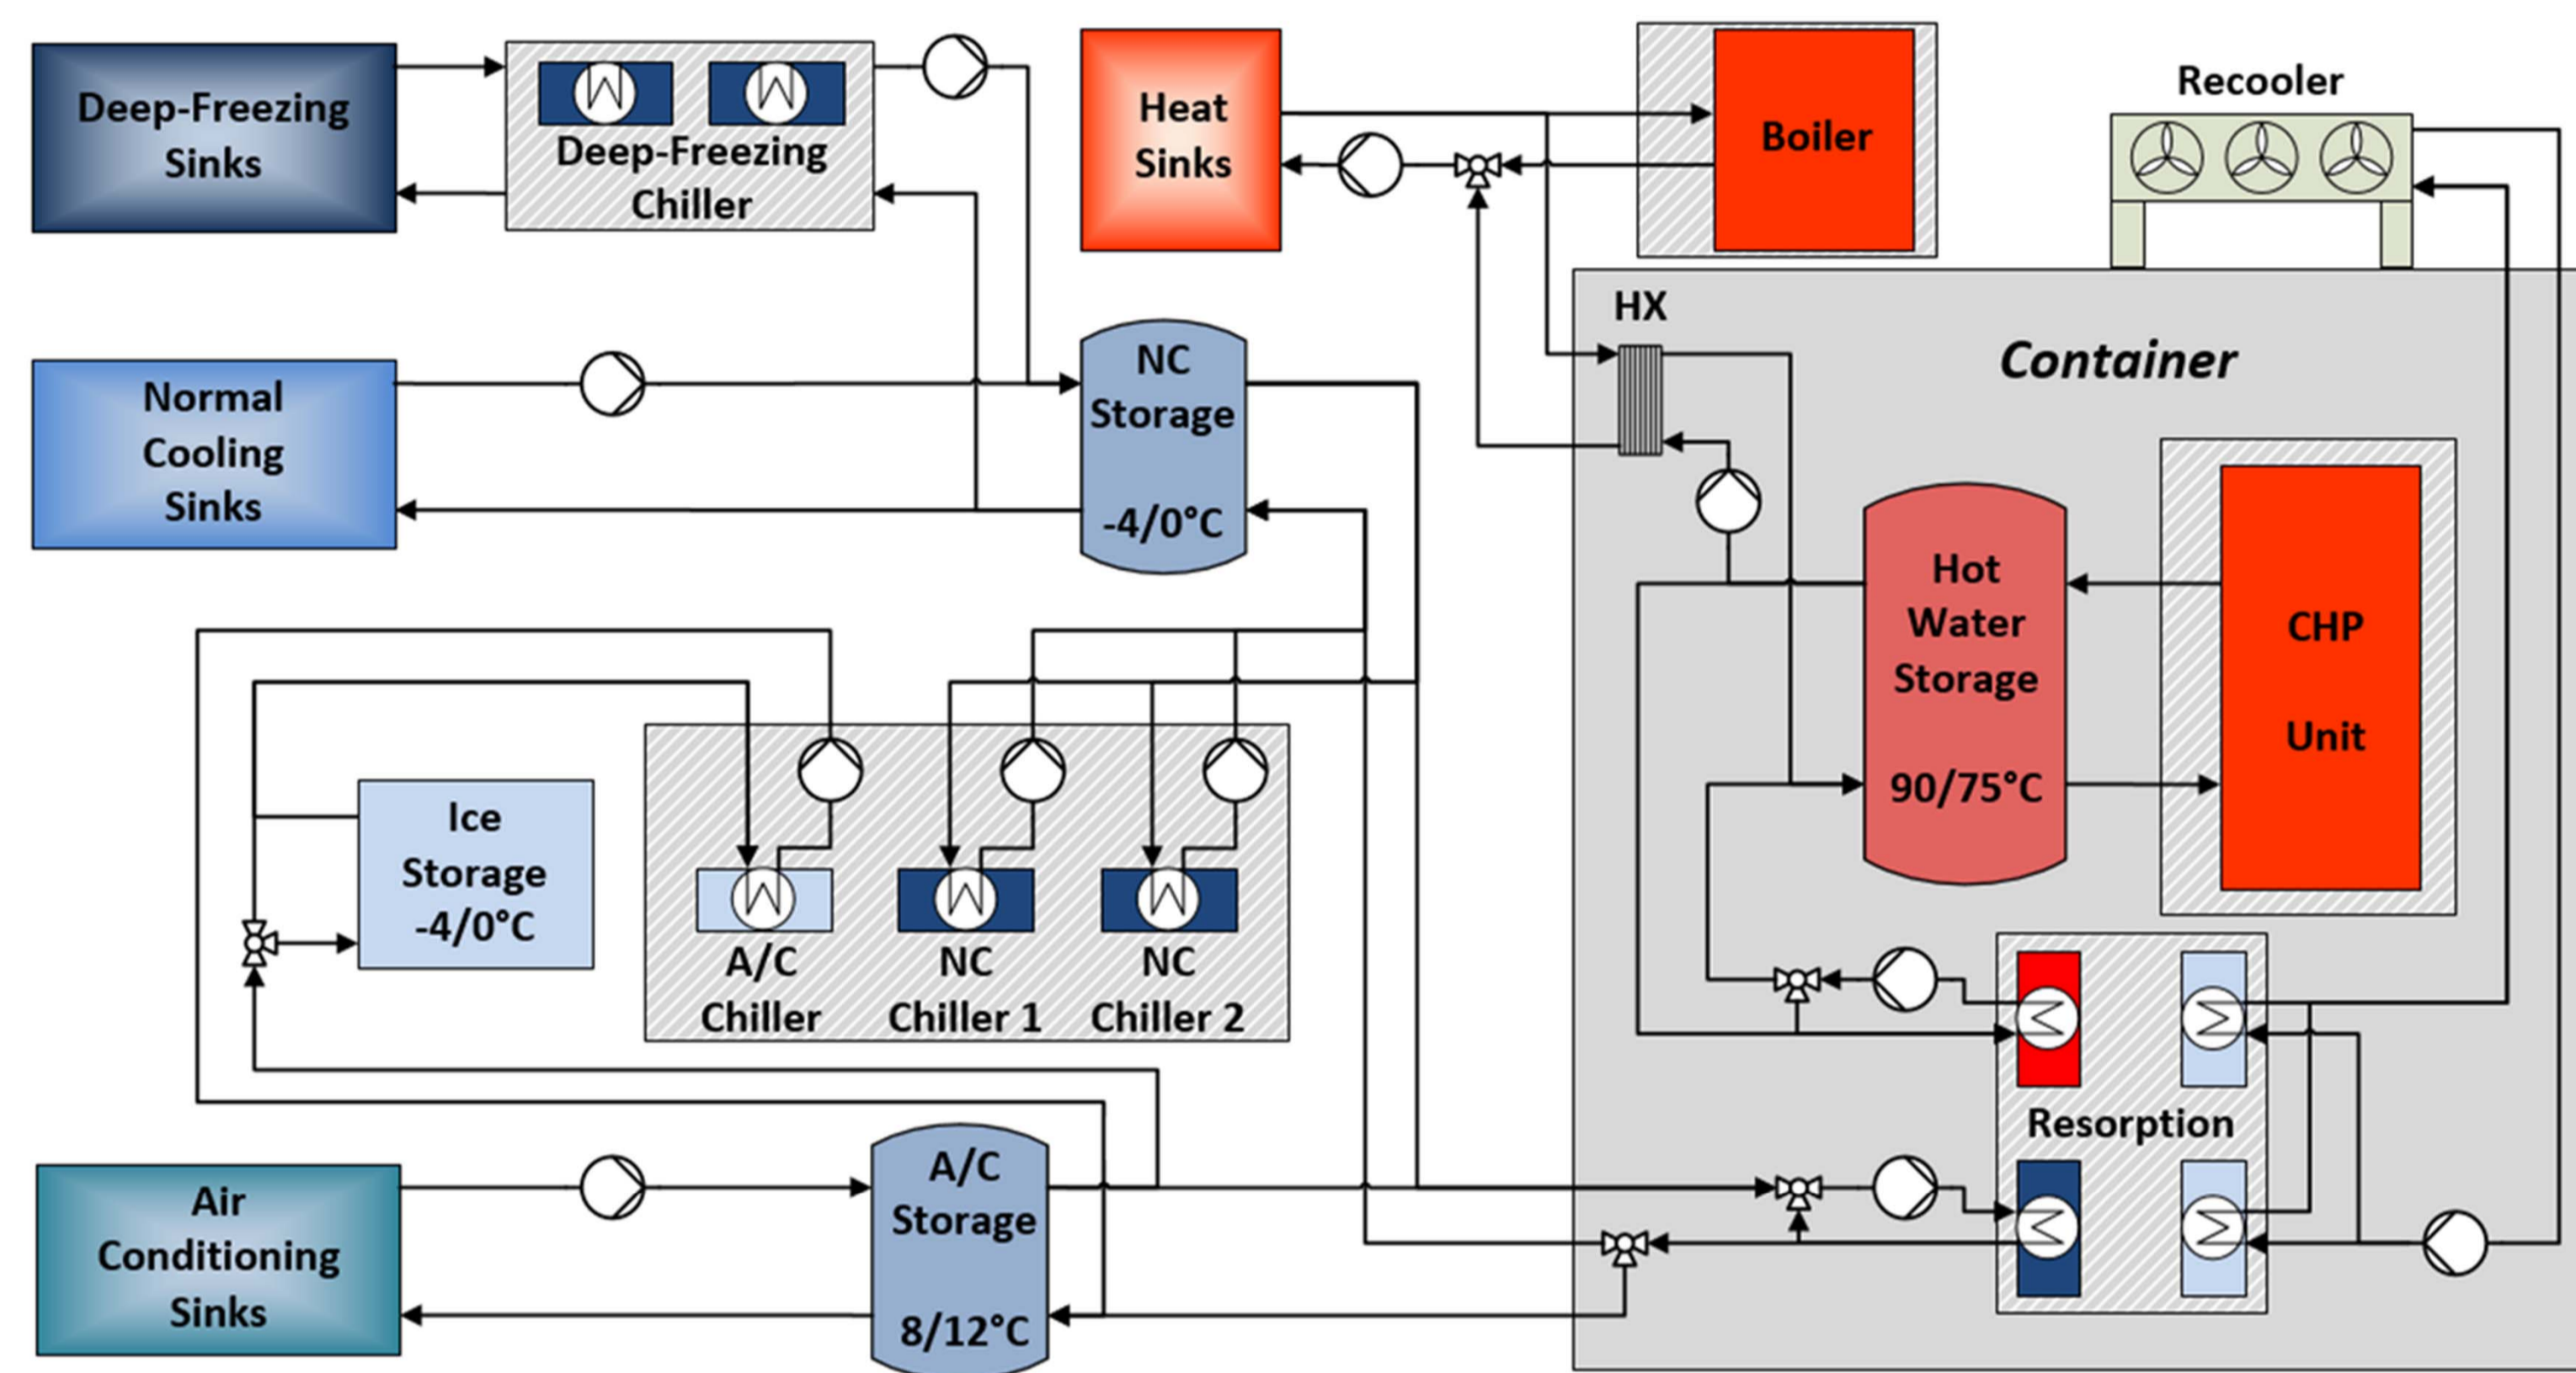 Deep-Freezing
Sinks
Deep-Freezing
Chiller
Heat
Sinks
Boiler
Recooler
HX
Container
Normal
Cooling
Sinks
NC
Storage
-4/0°C
Hot
Water
Storage
90/75°C
CHP
Unit
Ice
Storage
-4/0°C
A/C
Chiller
NC
Chiller 1
NC
Chiller 2
Resorption
Air
Conditioning
Sinks
A/C
Storage
8/12°C